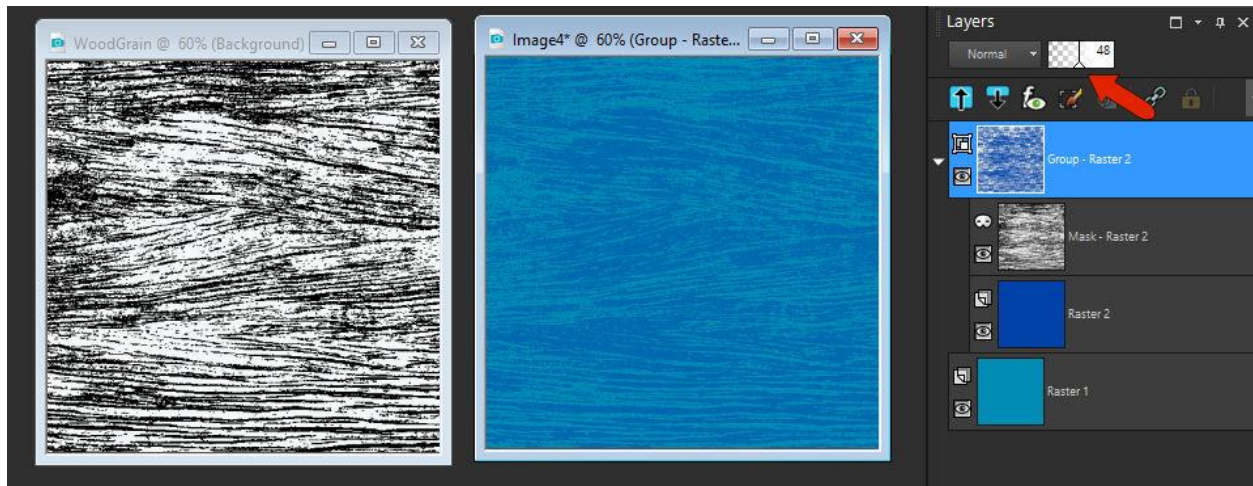 WoodGrain @ 60% (Background)
Image4* @ 60% (Group - Raste...
Layers
Normal
48
Group - Raster 2
Mask - Raster 2
Raster 2
Raster 1